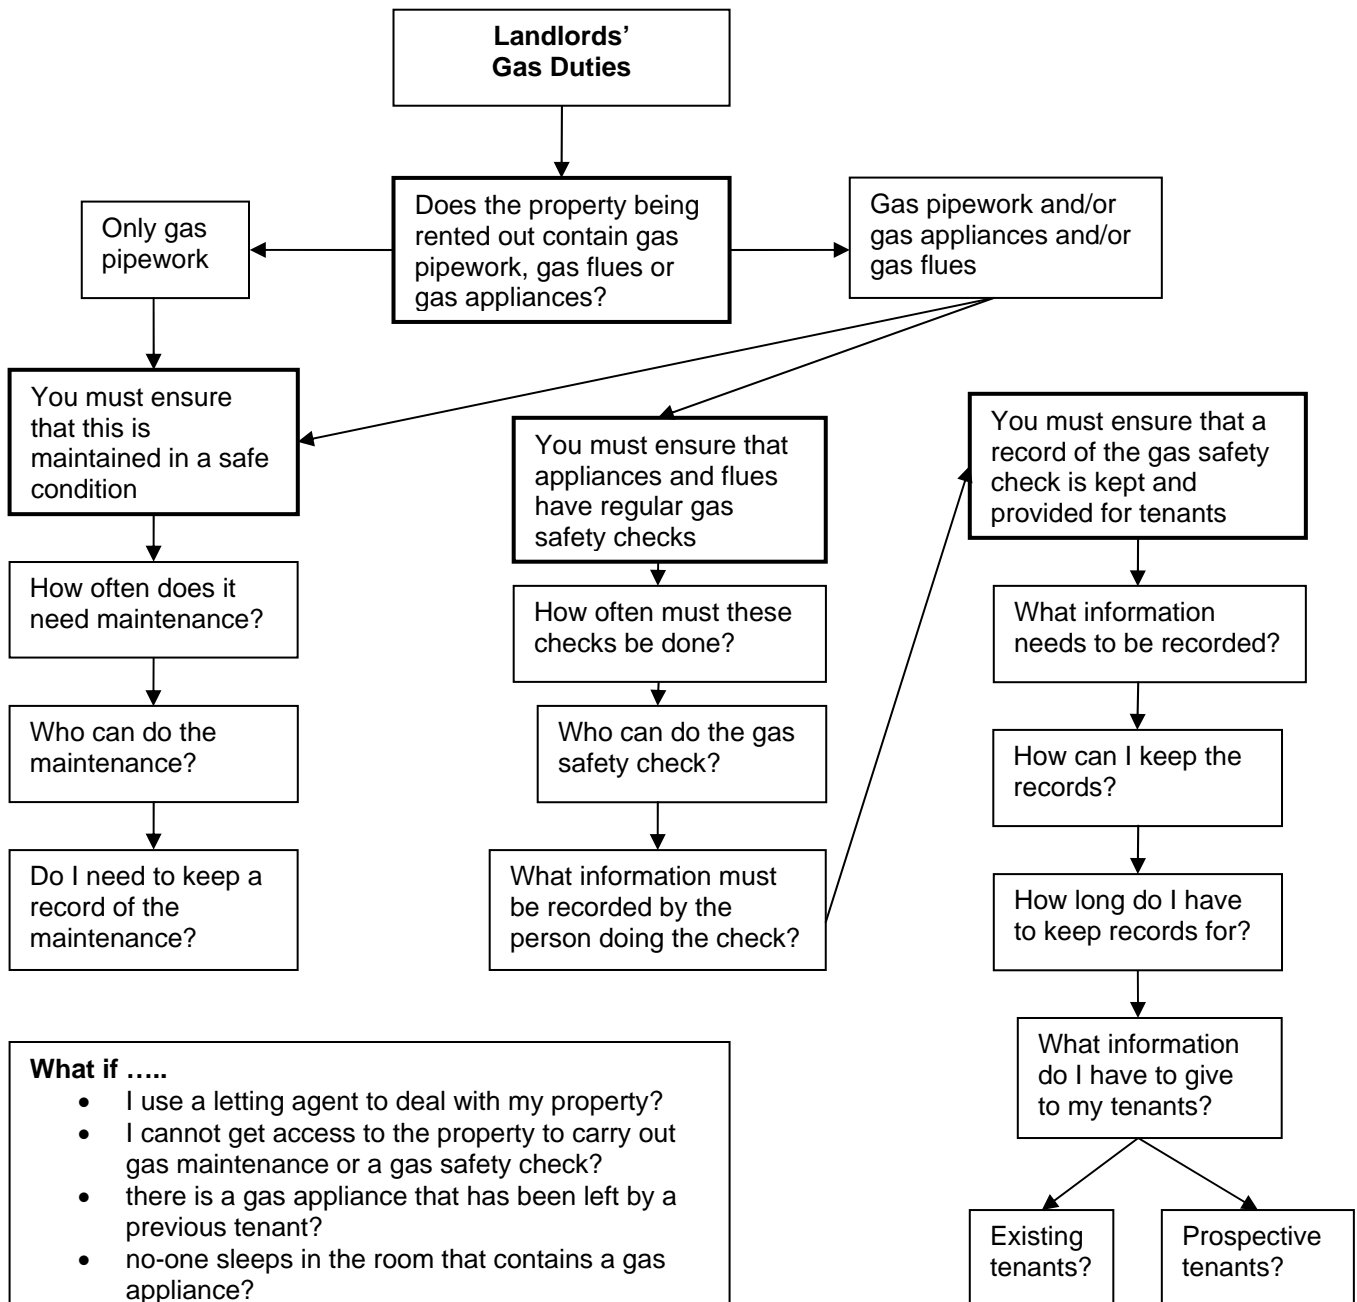 Landlords’
Gas Duties
Only gas
pipework
Does the property being
rented out contain gas
pipework, gas flues or
gas appliances?
Gas pipework and/or
gas appliances and/or
gas flues
You must ensure
that this is
maintained in a safe
condition
You must ensure that
appliances and flues
have regular gas
safety checks
You must ensure that a
record of the gas safety
check is kept and
provided for tenants
How often does it
need maintenance?
How often must these
checks be done?
What information
needs to be recorded?
Who can do the
maintenance?
Who can do the gas
safety check?
How can I keep the
records?
Do I need to keep a
record of the
maintenance?
What information must
be recorded by the
person doing the check?
How long do I have
to keep records for?
What information
do I have to give
to my tenants?
Existing
tenants?
Prospective
tenants?
What if …..
• I use a letting agent to deal with my property?
• I cannot get access to the property to carry out
gas maintenance or a gas safety check?
• there is a gas appliance that has been left by a
previous tenant?
• no-one sleeps in the room that contains a gas
appliance?